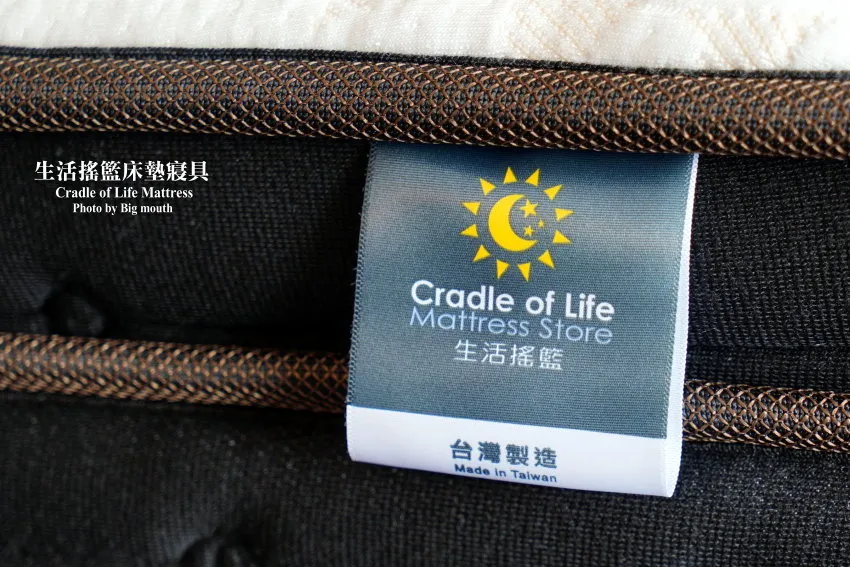 生活搖籃床墊寢具
Cradle of Life Mattress
Photo by Big mouth
Cradle of Life
Mattress Store
生活搖籃
台灣製造
Made in Taiwan